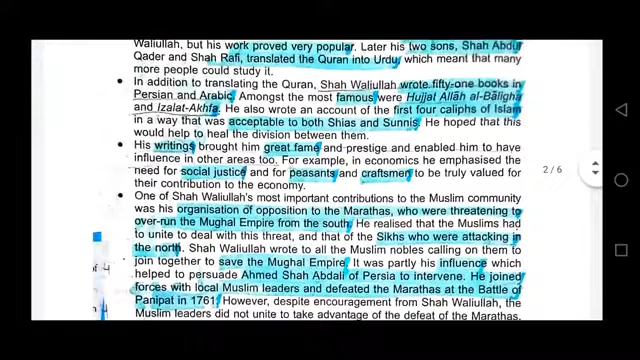 Waliullah, but his work proved very popular. Later his two sons, Shah Abdul
Qader and Shah Rafi, translated the Quran into Urdu, which meant that many
more people could study it.
• In addition to translating the Quran, Shah Waliullah wrote fifty-one books in
Persian and Arabic. Amongst the most famous were Hujjat Allāh al-Bāligha
and Izalat-Akhfa. He also wrote an account of the first four caliphs of Islam
in a way that was acceptable to both Shias and Sunnis. He hoped that this
would help to heal the division between them.
• His writings brought him great fame and prestige and enabled him to have
influence in other areas too. For example, in economics he emphasised the
need for social justice and for peasants and craftsmen to be truly valued for
their contribution to the economy.
• One of Shah Waliullah's most important contributions to the Muslim community
was his organisation of opposition to the Marathas, who were threatening to
over-run the Mughal Empire from the south. He realised that the Muslims had
to unite to deal with this threat, and that of the Sikhs who were attacking in
the north. Shah Waliullah wrote to all the Muslim nobles calling on them to
join together to save the Mughal Empire. It was partly his influence which
helped to persuade Ahmed Shah Abdali of Persia to intervene. He joined
forces with local Muslim leaders and defeated the Marathas at the Battle of
Panipat in 1761. However, despite encouragement from Shah Waliullah, the
Muslim leaders did not unite to take advantage of the defeat of the Marathas.
2/6